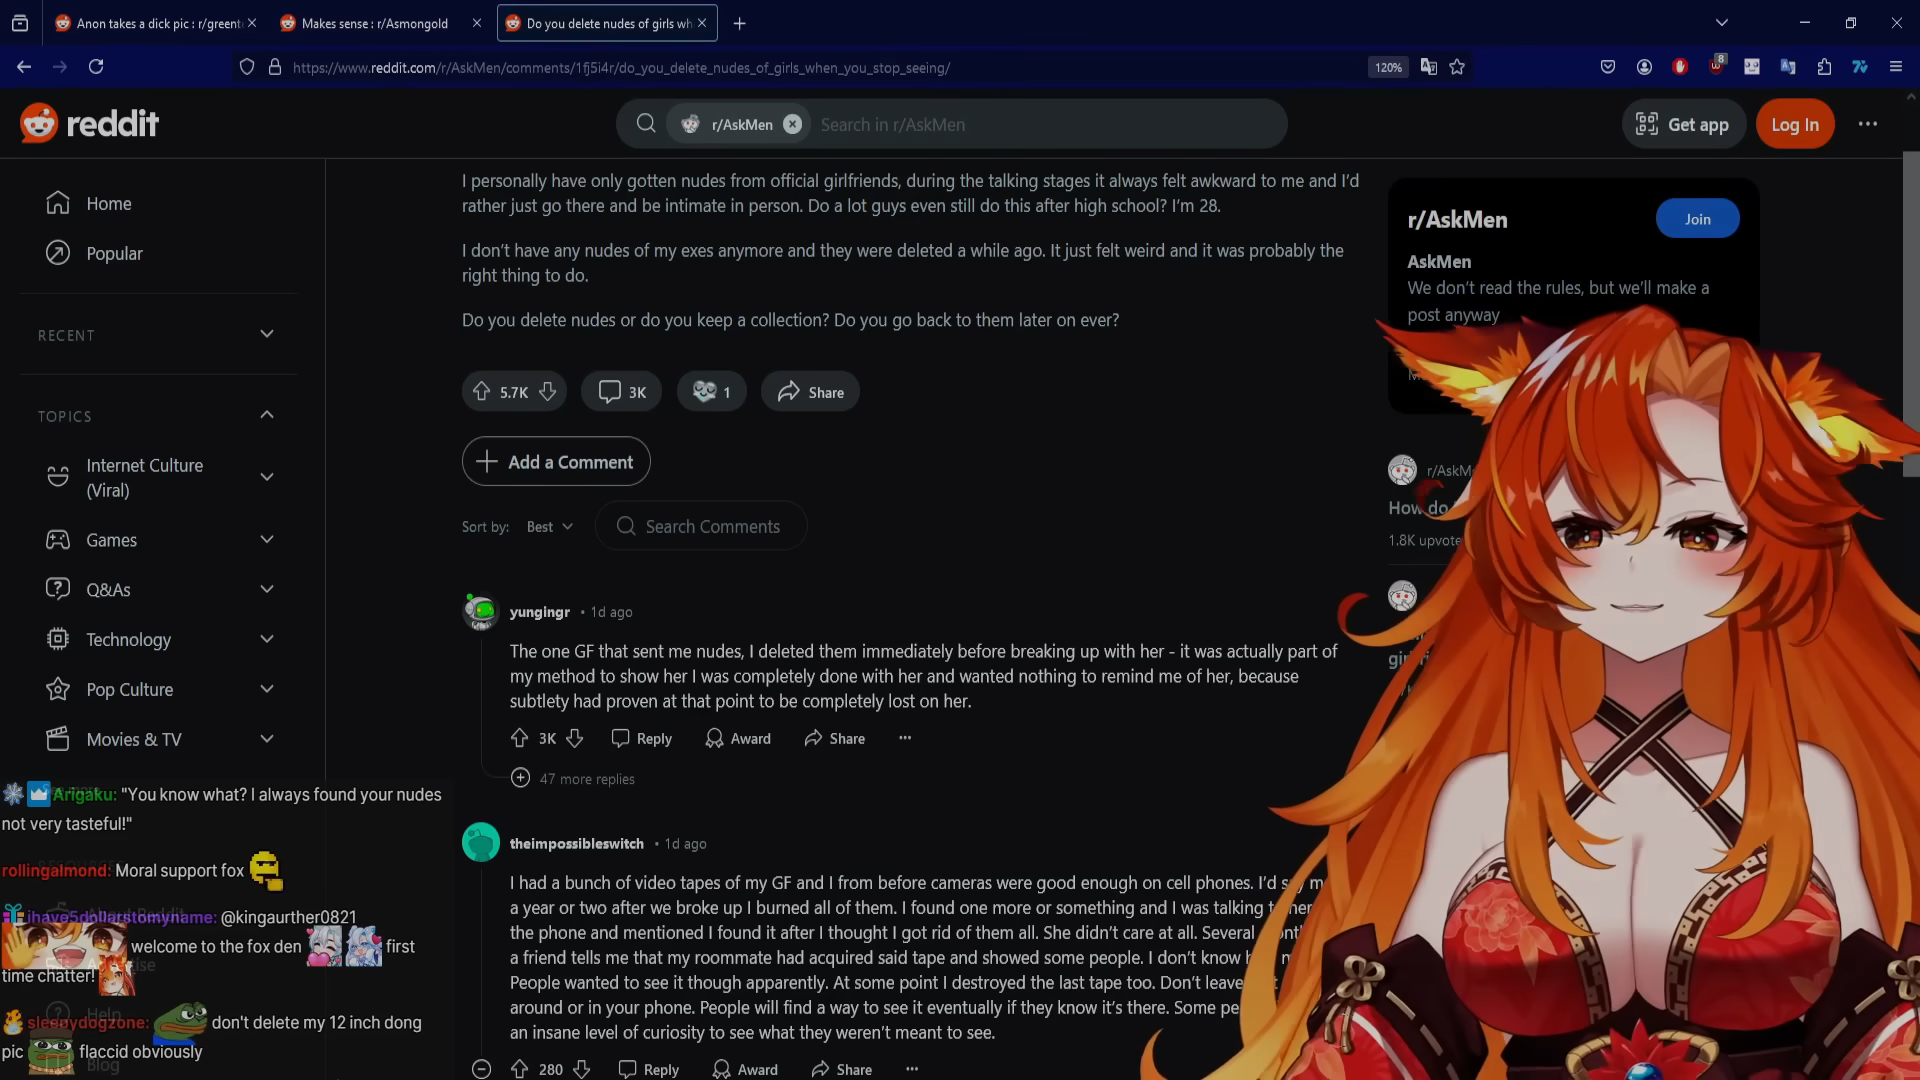 Anon takes a dick pic : r/greent
Makes sense : r/Asmongold
Do you delete nudes of girls wh
https://www.reddit.com/r/AskMen/comments/1fj5i4r/do_you_delete_nudes_of_girls_when_you_stop_seeing/
120%
8
reddit
r/AskMen
Search in r/AskMen
Get app
Log In
Home
Popular
RECENT
TOPICS
Internet Culture
(Viral)
Games
Q&As
Technology
Pop Culture
Movies & TV
I personally have only gotten nudes from official girlfriends, during the talking stages it always felt awkward to me and I'd
rather just go there and be intimate in person. Do a lot guys even still do this after high school? I'm 28.
I don't have any nudes of my exes anymore and they were deleted a while ago. It just felt weird and it was probably the
right thing to do.
Do you delete nudes or do you keep a collection? Do you go back to them later on ever?
5.7K
3K
1
Share
Add a Comment
Sort by: Best
Search Comments
yungingr • 1d ago
The one GF that sent me nudes, I deleted them immediately before breaking up with her - it was actually part of
my method to show her I was completely done with her and wanted nothing to remind me of her, because
subtlety had proven at that point to be completely lost on her.
3K
Reply
Award
Share
47 more replies
theimpossibleswitch • 1d ago
I had a bunch of video tapes of my GF and I from before cameras were good enough on cell phones. I'd say
a year or two after we broke up I burned all of them. I found one more or something and I was talking
the phone and mentioned I found it after I thought I got rid of them all. She didn't care at all. Several
a friend tells me that my roommate had acquired said tape and showed some people. I don't know
People wanted to see it though apparently. At some point I destroyed the last tape too. Don't leave
around or in your phone. People will find a way to see it eventually if they know it's there. Some
an insane level of curiosity to see what they weren't meant to see.
280
Reply
Award
Share
r/AskMen
Join
AskMen
We don't read the rules, but we'll make a
post anyway
How do
1.8K
Arigaku: "You know what? I always found your nudes
not very tasteful!"
rollingalmond: Moral support fox
ihave5dollarstomyname: @kingaurther0821
welcome to the fox den first
time chatter!
sleepydogzone: don't delete my 12 inch dong
pic flaccid obviously
Help
Blog